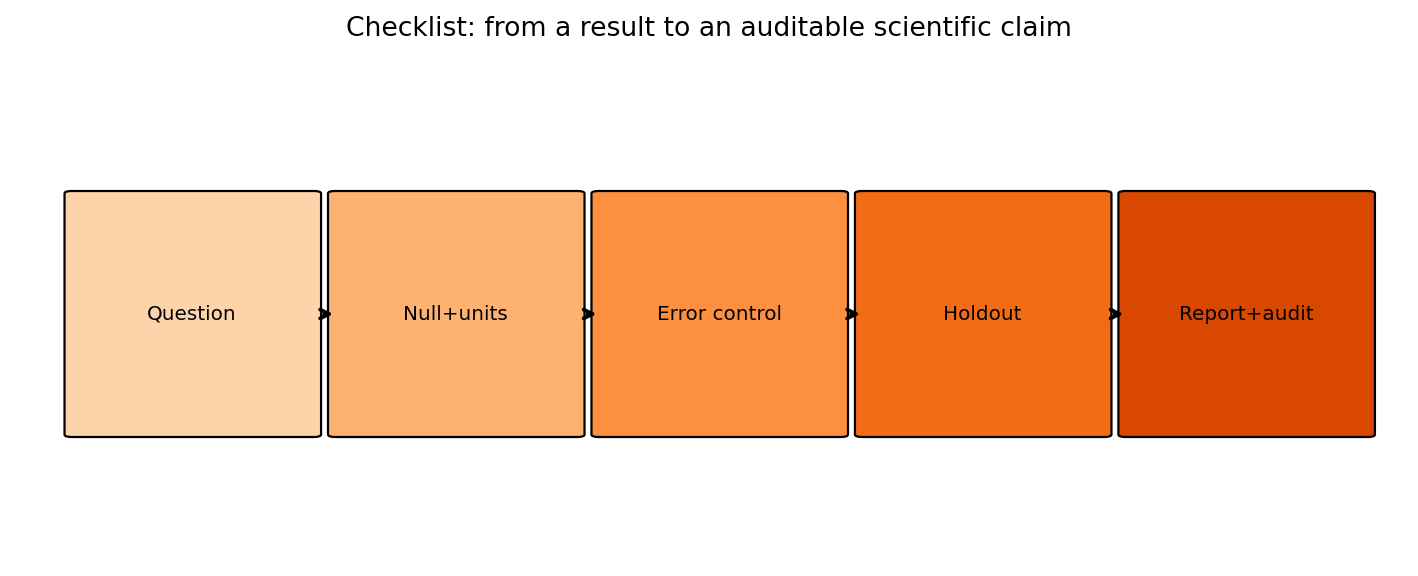 Checklist: from a result to an auditable scientific claim
Question
Null+units
Error control
Holdout
Report+audit